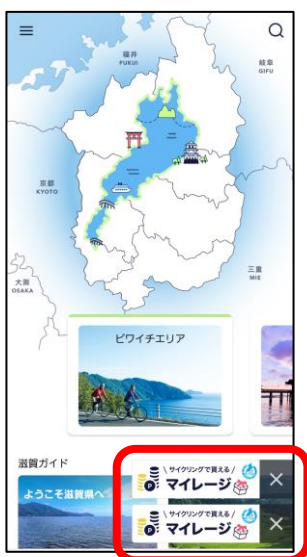 福井
FUKUI
岐阜
GIFU
京都
KYOTO
三重
MIE
大阪
OSAKA
ビワイチエリア
滋賀ガイド
ようこそ滋賀県へ
\ サイクリングで貰える /
P マイレージ
×
\ サイクリングで貰える /
P マイレージ
×